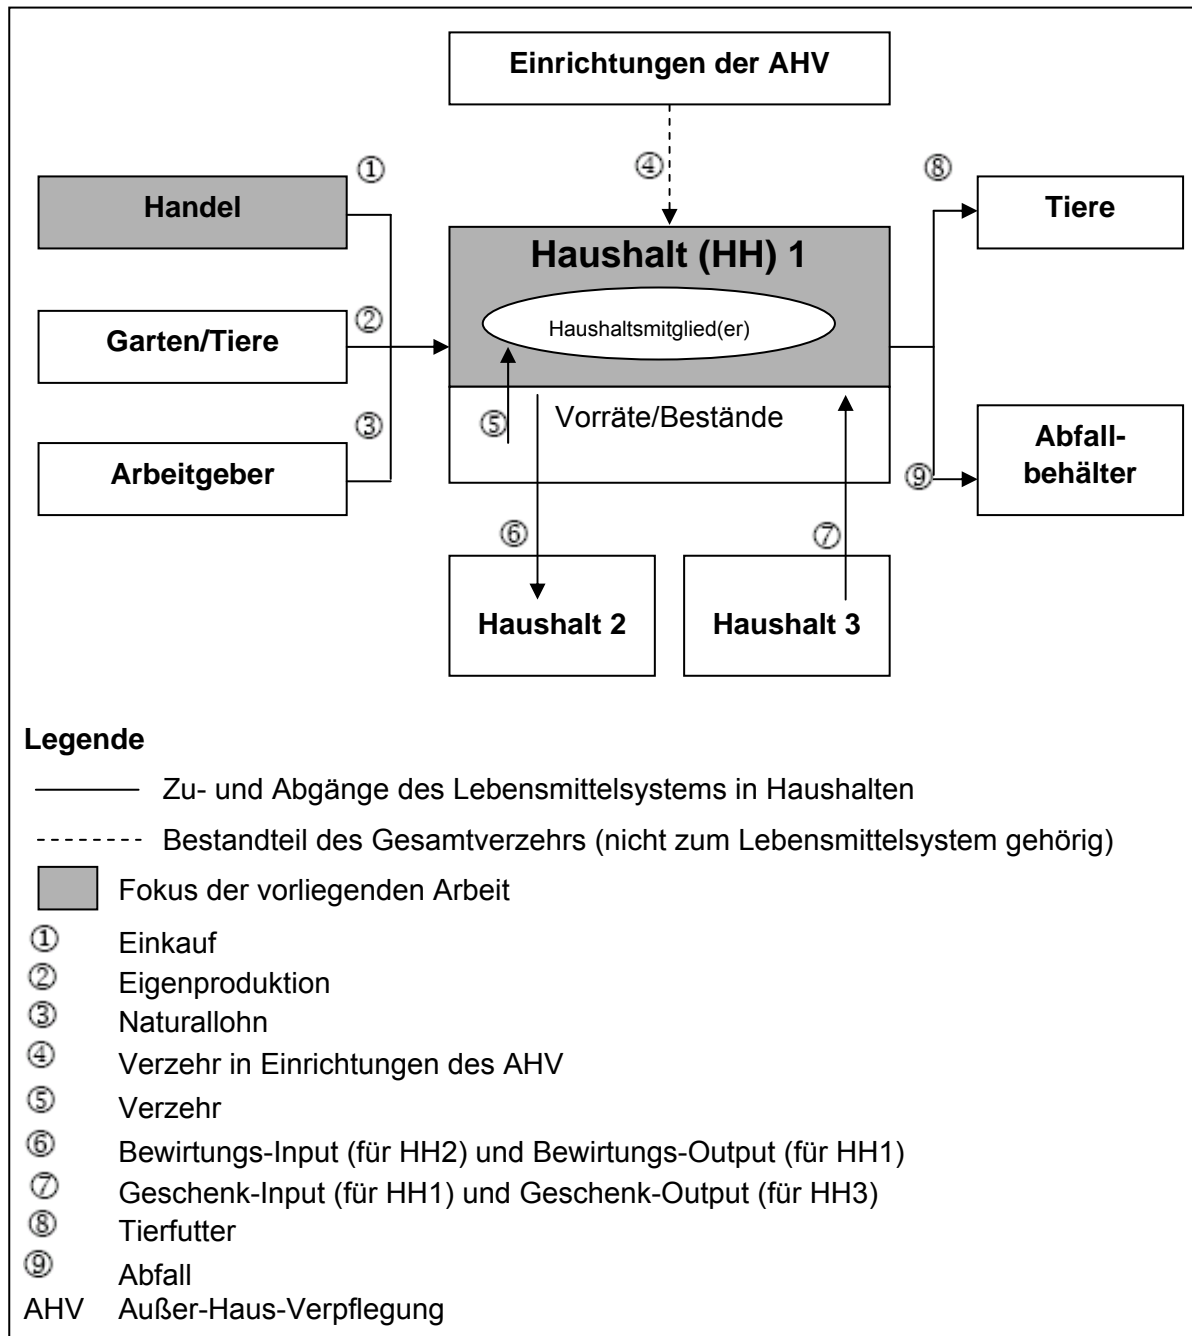 Einrichtungen der AHV
①
④
⑧
Handel
Tiere
Haushalt (HH) 1
②
Garten/Tiere
Haushaltsmitglied(er)
③
⑤
Vorräte/Bestände
Arbeitgeber
Abfall-
behälter
⑨
⑥
⑦
Haushalt 2
Haushalt 3
Legende
Zu- und Abgänge des Lebensmittelsystems in Haushalten
Bestandteil des Gesamtverzehrs (nicht zum Lebensmittelsystem gehörig)
Fokus der vorliegenden Arbeit
① Einkauf
② Eigenproduktion
③ Naturallohn
④ Verzehr in Einrichtungen des AHV
⑤ Verzehr
⑥ Bewirtungs-Input (für HH2) und Bewirtungs-Output (für HH1)
⑦ Geschenk-Input (für HH1) und Geschenk-Output (für HH3)
⑧ Tierfutter
⑨ Abfall
AHV Außer-Haus-Verpflegung